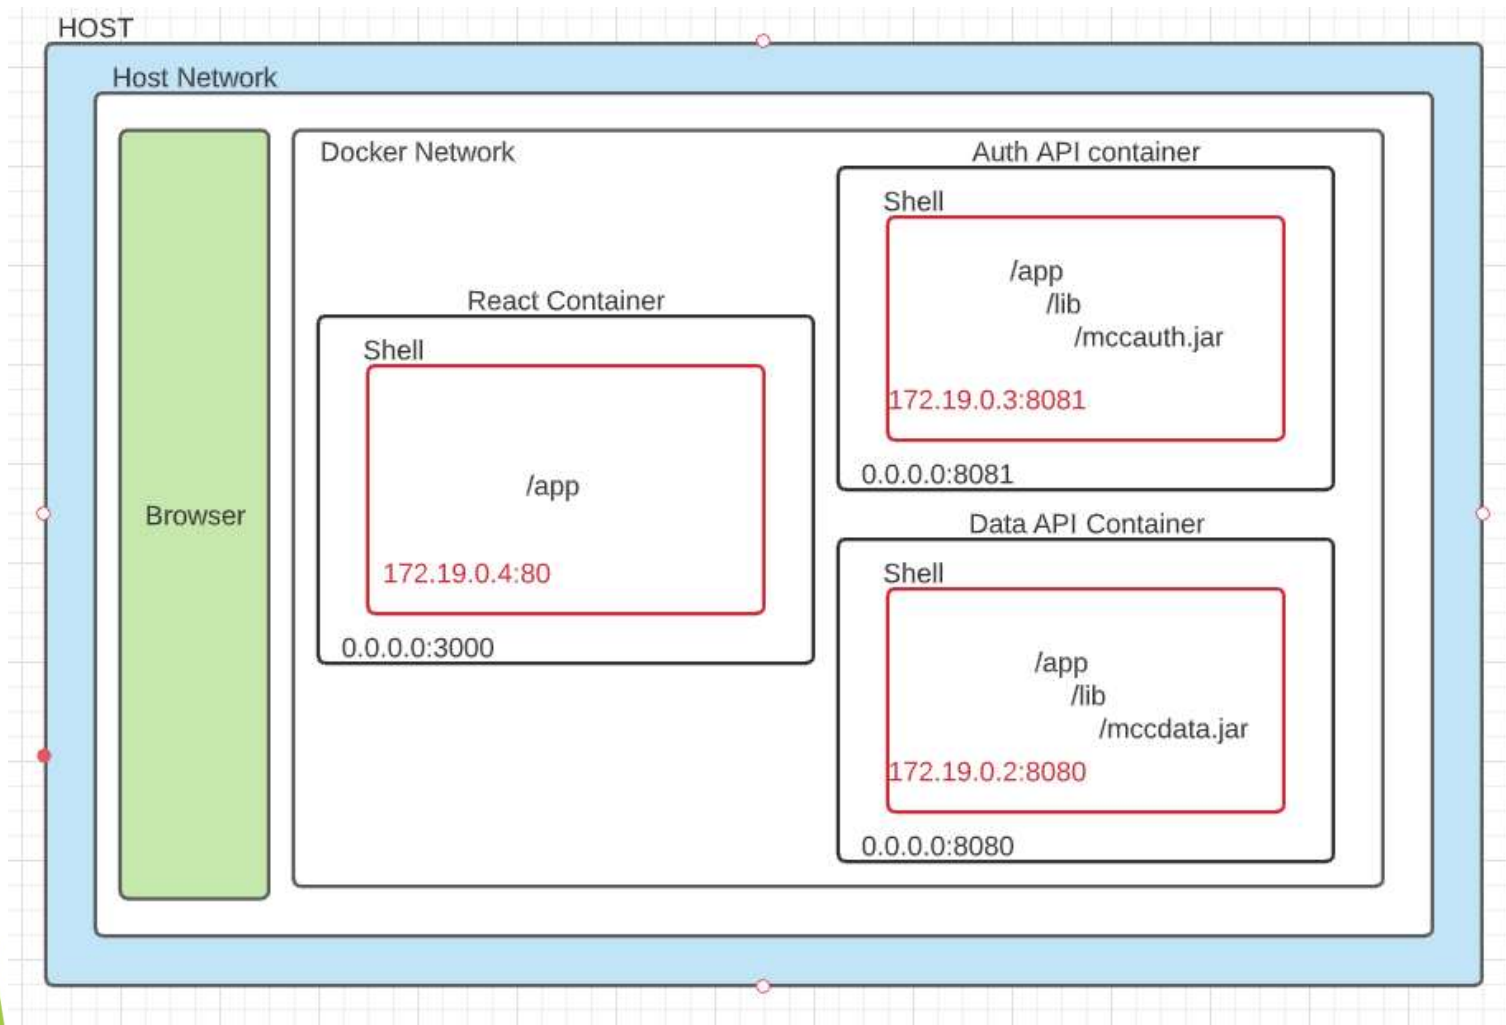 HOST
Host Network
Browser
Docker Network
React Container
Shell
/app
172.19.0.4:80
0.0.0.0:3000
Auth API container
Shell
/app
/lib
/mccauth.jar
172.19.0.3:8081
0.0.0.0:8081
Data API Container
Shell
/app
/lib
/mccdata.jar
172.19.0.2:8080
0.0.0.0:8080